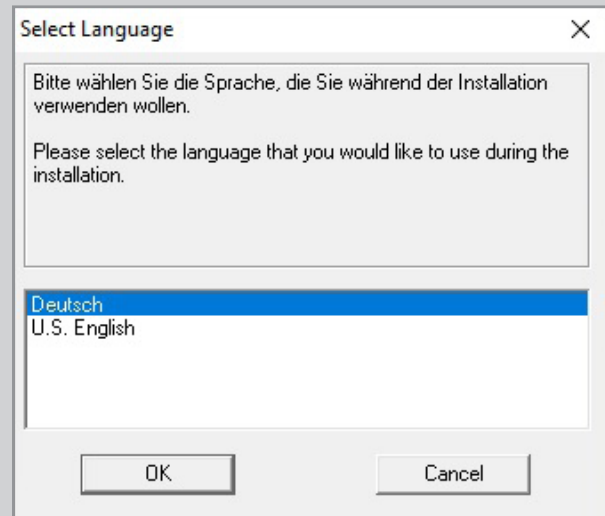 Select Language
Bitte wählen Sie die Sprache, die Sie während der Installation
verwenden wollen.
Please select the language that you would like to use during the
installation.
Deutsch
U.S. English
OK
Cancel